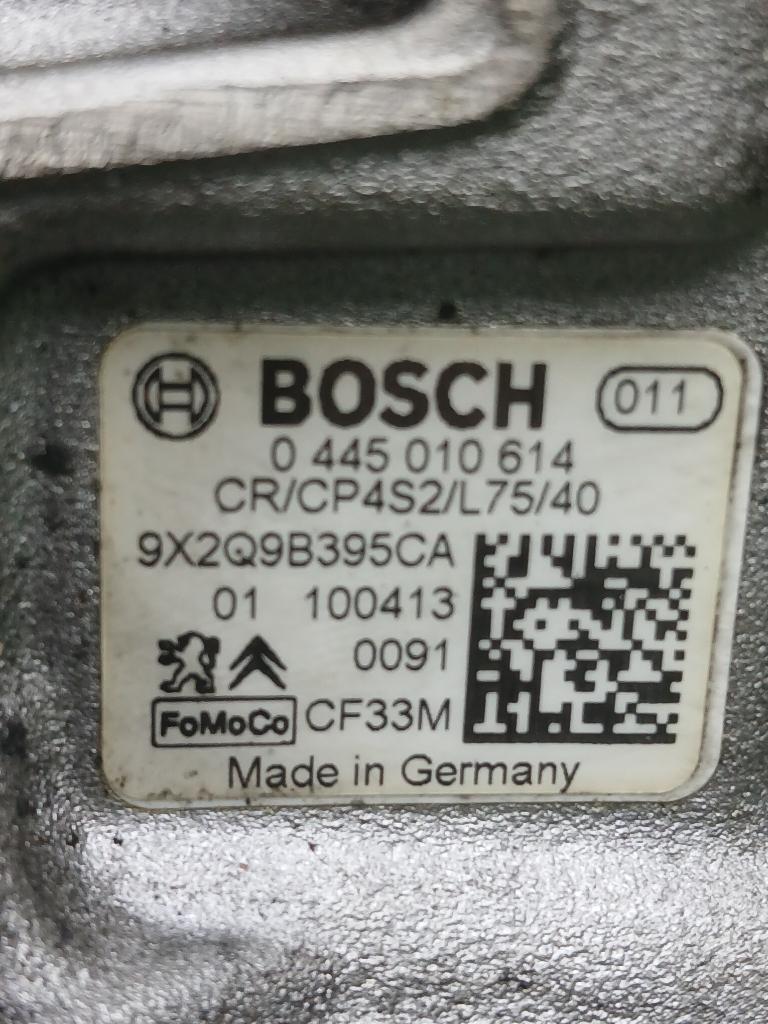 BOSCH 011
0 445 010 614
CR/CP4S2/L75/40
9X2Q9B395CA
01 100413
0091
FoMoCo CF33M
Made in Germany